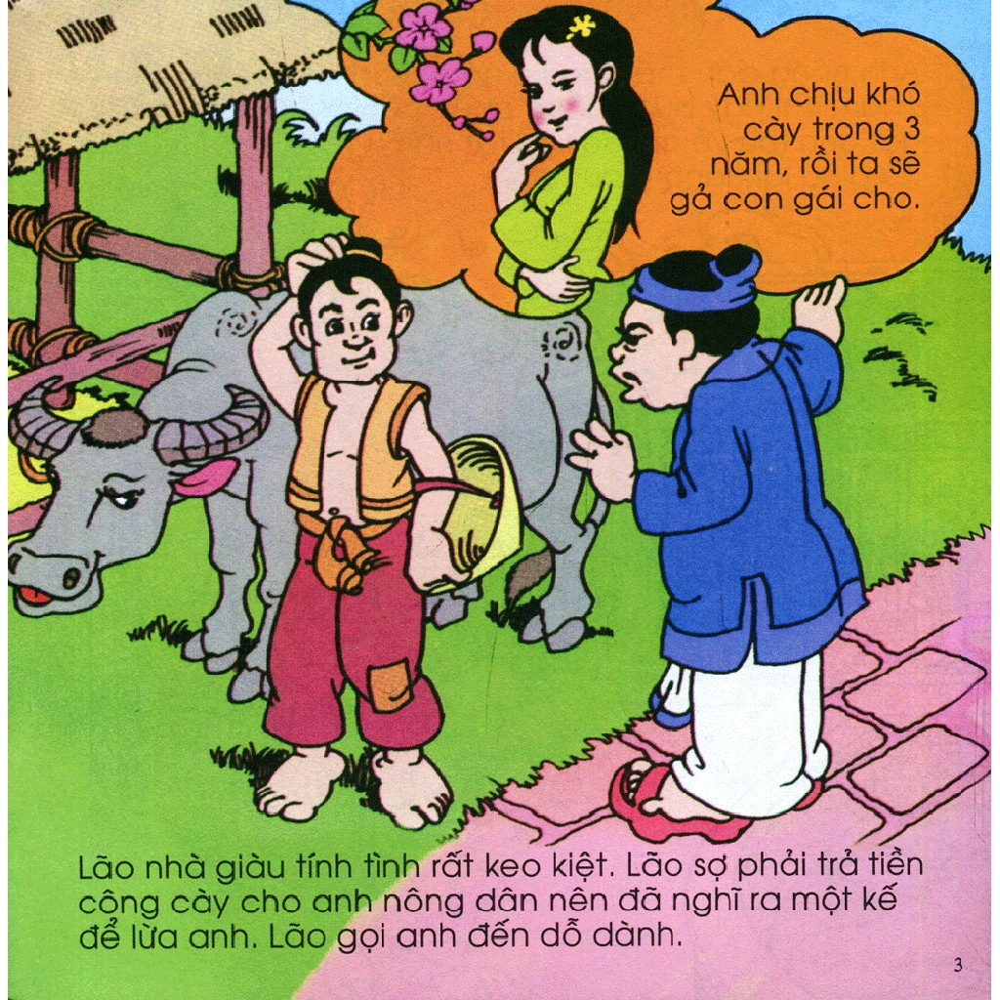 Anh chịu khó
cày trong 3
năm, rồi ta sẽ
gả con gái cho.
Lão nhà giàu tính tình rất keo kiệt. Lão sợ phải trả tiền
công cày cho anh nông dân nên đã nghĩ ra một kế
để lừa anh. Lão gọi anh đến dỗ dành.
3